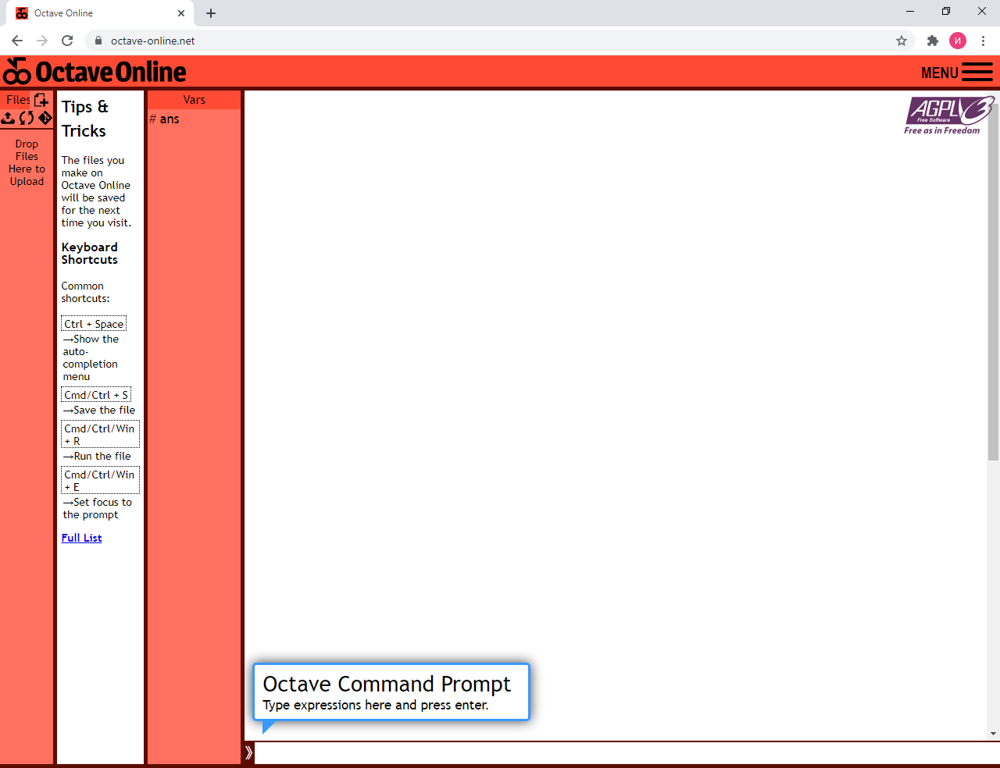 Octave Online
octave-online.net
И
Octave Online
MENU
Files
Drop
Files
Here to
Upload
Tips &
Tricks
The files you
make on
Octave Online
will be saved
for the next
time you visit.
Keyboard
Shortcuts
Common
shortcuts:
Ctrl + Space
→Show the
auto-
completion
menu
Cmd/Ctrl + S
→Save the file
Cmd/Ctrl/Win
+ R
→Run the file
Cmd/Ctrl/Win
+ E
→Set focus to
the prompt
Full List
Vars
# ans
AGPLv3
Free Software
Free as in Freedom
Octave Command Prompt
Type expressions here and press enter.